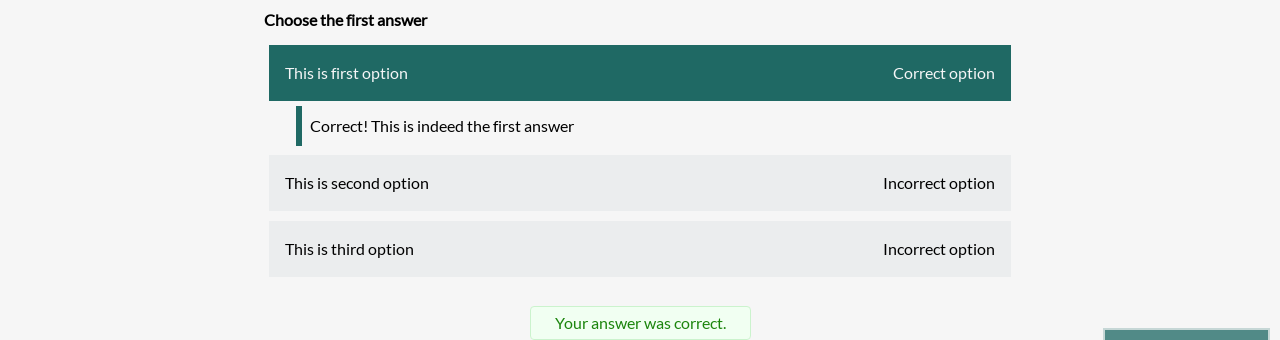 Choose the first answer
This is first option Correct option
Correct! This is indeed the first answer
This is second option Incorrect option
This is third option Incorrect option
Your answer was correct.